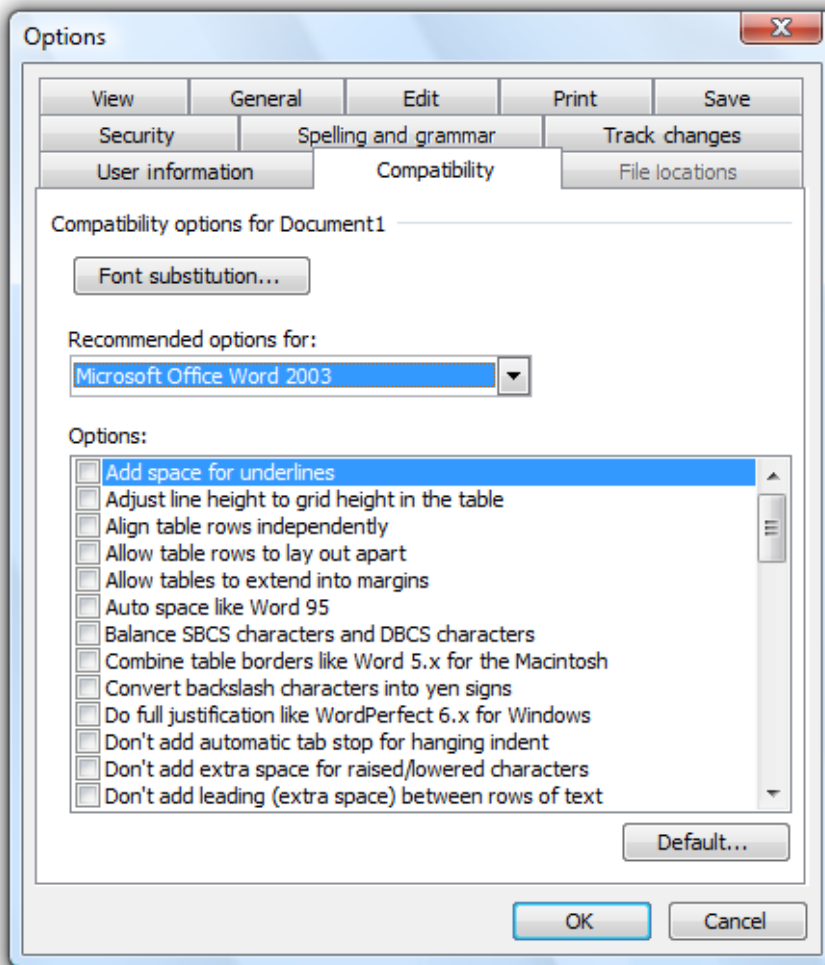 Options
View General Edit Print Save
Security Spelling and grammar Track changes
User information Compatibility File locations
Compatibility options for Document1
Font substitution...
Recommended options for:
Microsoft Office Word 2003
Options:
Add space for underlines
Adjust line height to grid height in the table
Align table rows independently
Allow table rows to lay out apart
Allow tables to extend into margins
Auto space like Word 95
Balance SBCS characters and DBCS characters
Combine table borders like Word 5.x for the Macintosh
Convert backslash characters into yen signs
Do full justification like WordPerfect 6.x for Windows
Don't add automatic tab stop for hanging indent
Don't add extra space for raised/lowered characters
Don't add leading (extra space) between rows of text
Default...
OK Cancel